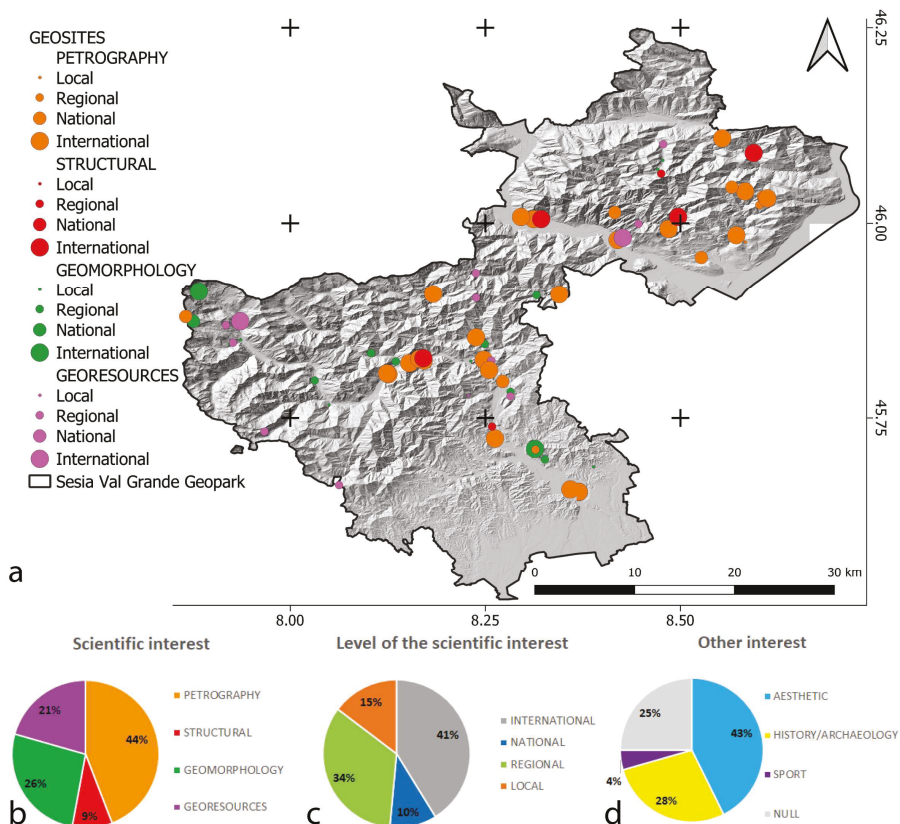 GEOSITES
PETROGRAPHY
Local
Regional
National
International
STRUCTURAL
Local
Regional
National
International
GEOMORPHOLOGY
Local
Regional
National
International
GEORESOURCES
Local
Regional
National
International
Sesia Val Grande Geopark
46.25
46.00
45.75
a
0 10 20 30 km
8.00 8.25 8.50
Scientific interest
44%
9%
26%
21%
PETROGRAPHY
STRUCTURAL
GEOMORPHOLOGY
GEORESOURCES
b
Level of the scientific interest
41%
10%
34%
15%
INTERNATIONAL
NATIONAL
REGIONAL
LOCAL
c
Other interest
43%
28%
4%
25%
AESTHETIC
HISTORY/ARCHAEOLOGY
SPORT
NULL
d